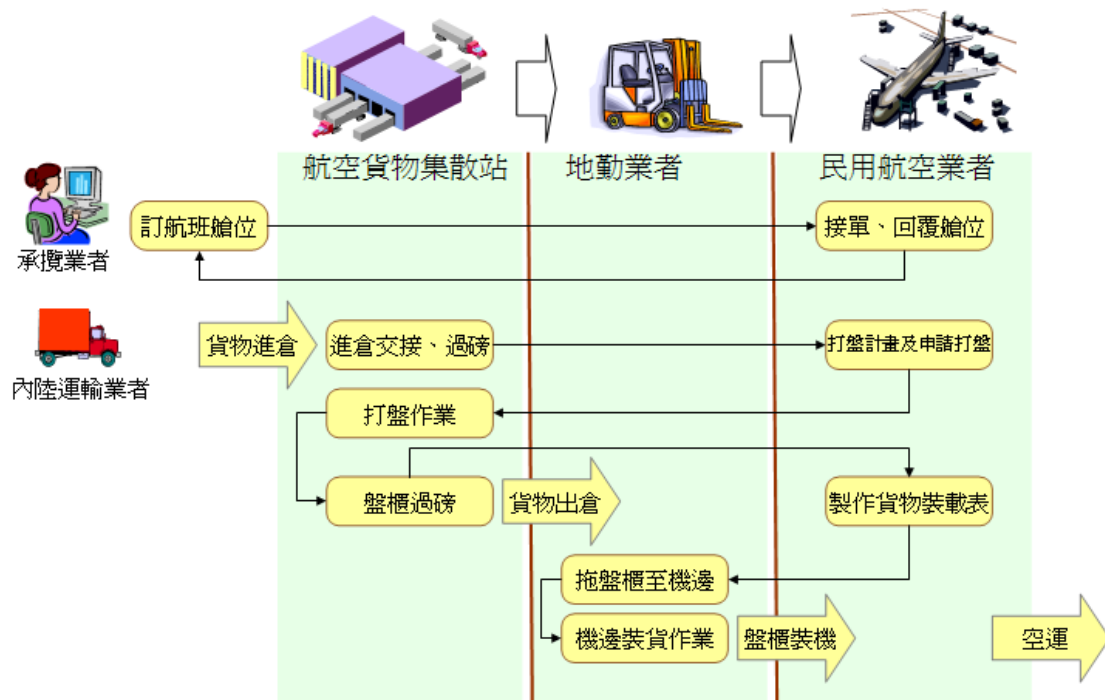 航空貨物集散站
地勤業者
民用航空業者
承攬業者
訂航班艙位
接單、回覆艙位
內陸運輸業者
貨物進倉
進倉交接、過磅
打盤計畫及申請打盤
打盤作業
盤櫃過磅
貨物出倉
製作貨物裝載表
拖盤櫃至機邊
機邊裝貨作業
盤櫃裝機
空運